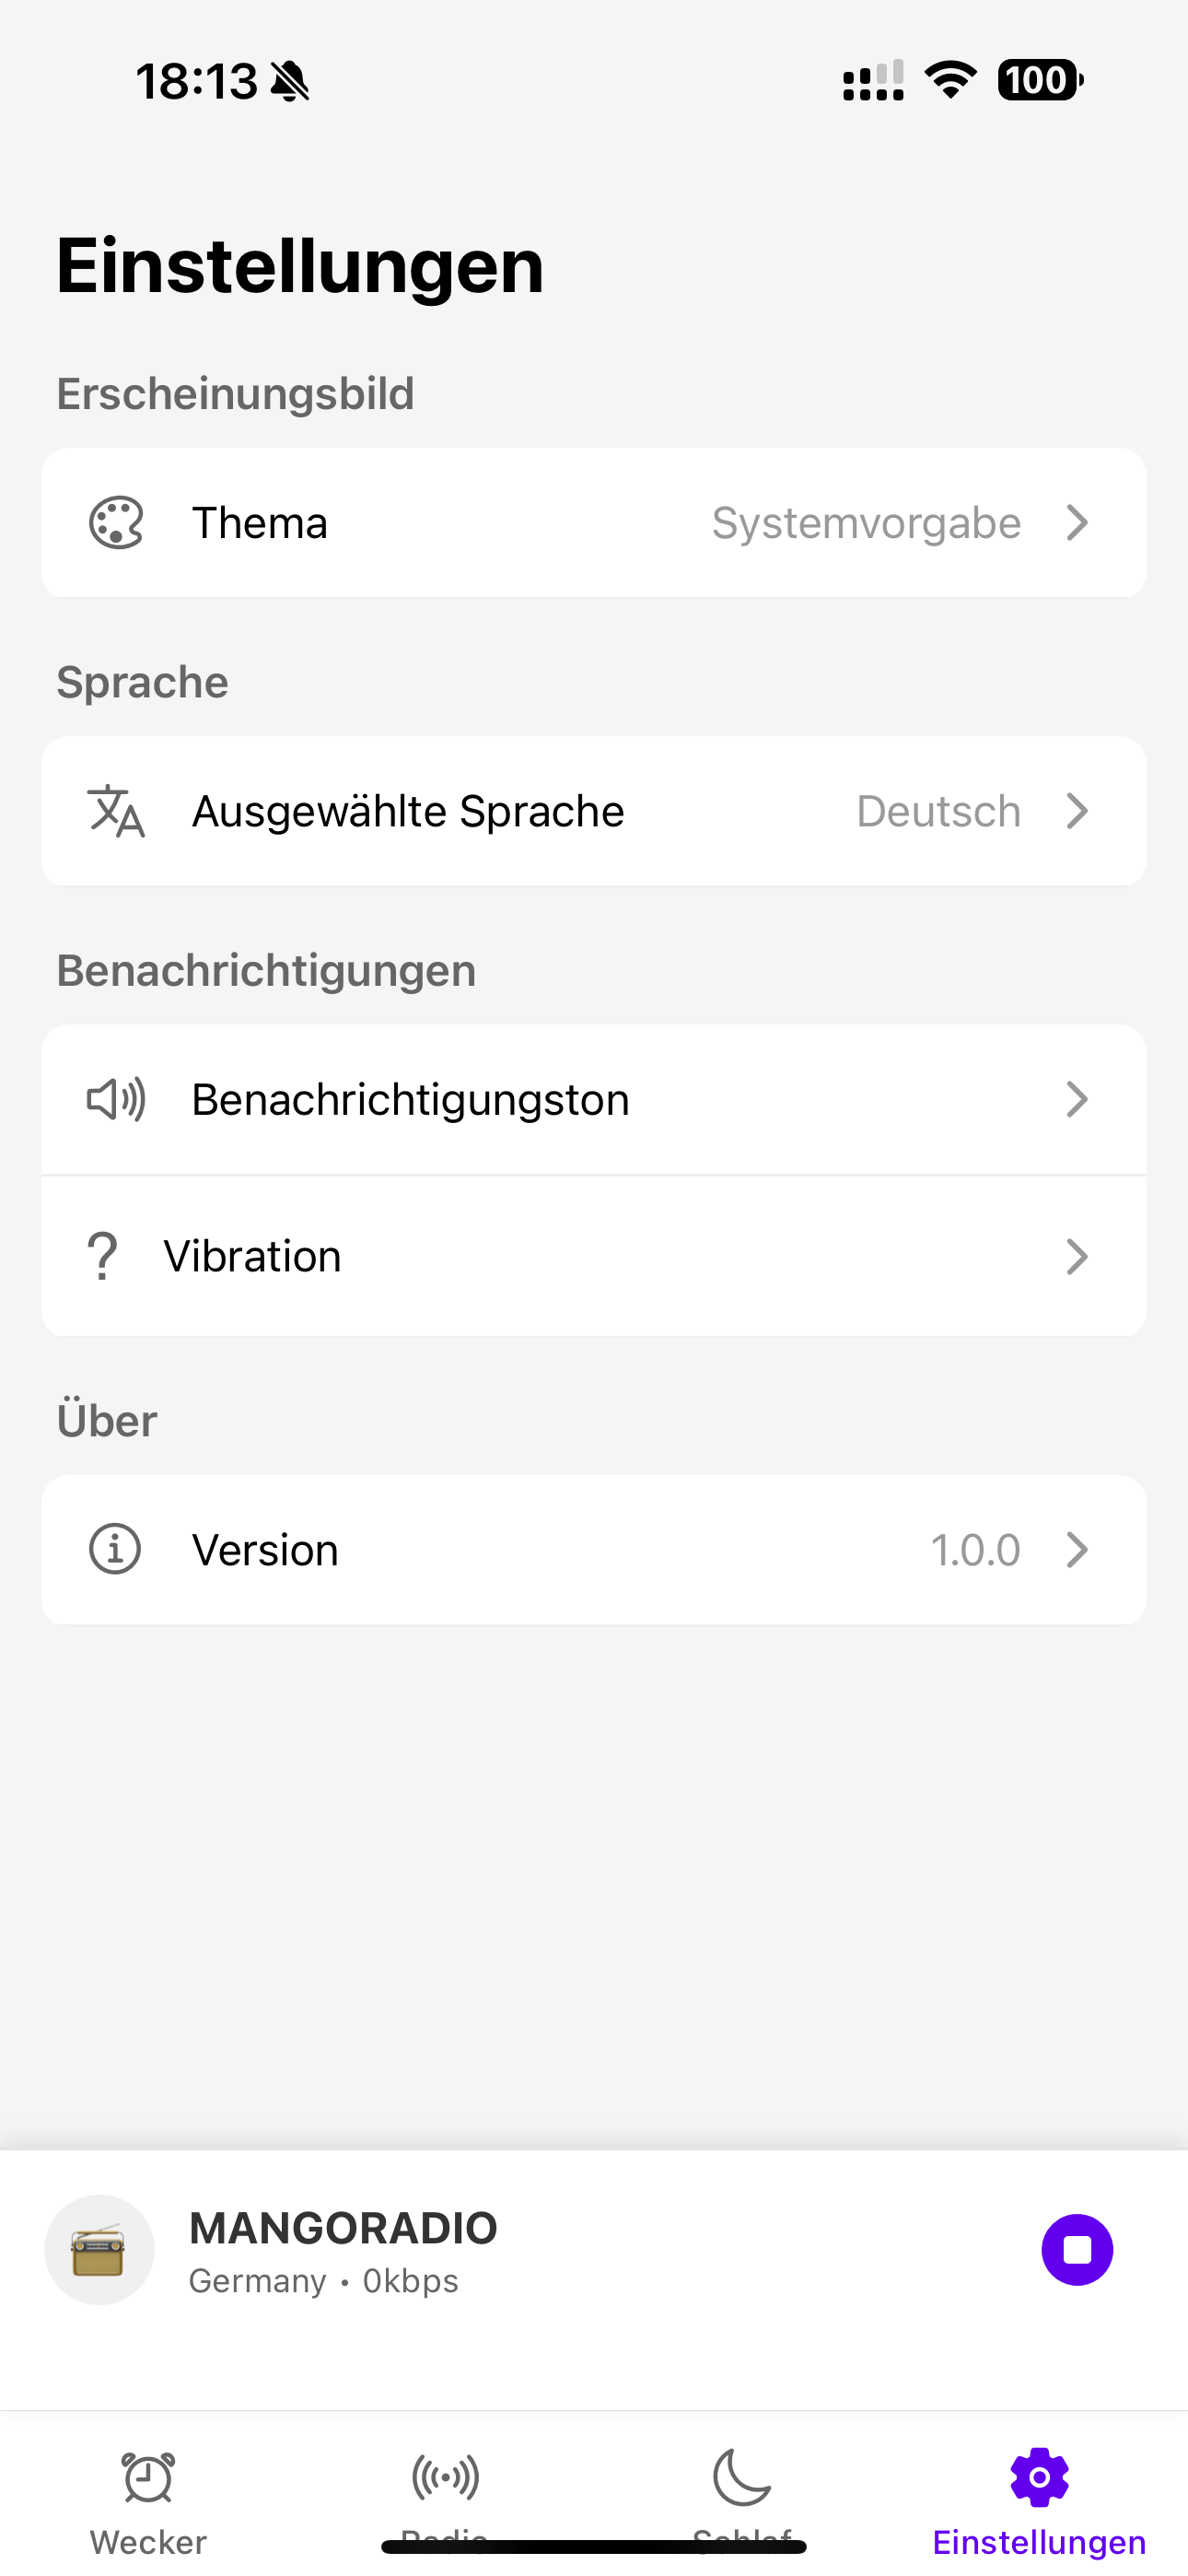 18:13
100
Einstellungen
Erscheinungsbild
Thema Systemvorgabe
Sprache
Ausgewählte Sprache Deutsch
Benachrichtigungen
Benachrichtigungston
? Vibration
Über
Version 1.0.0
MANGORADIO
Germany • 0kbps
Wecker Radio Schlaf Einstellungen